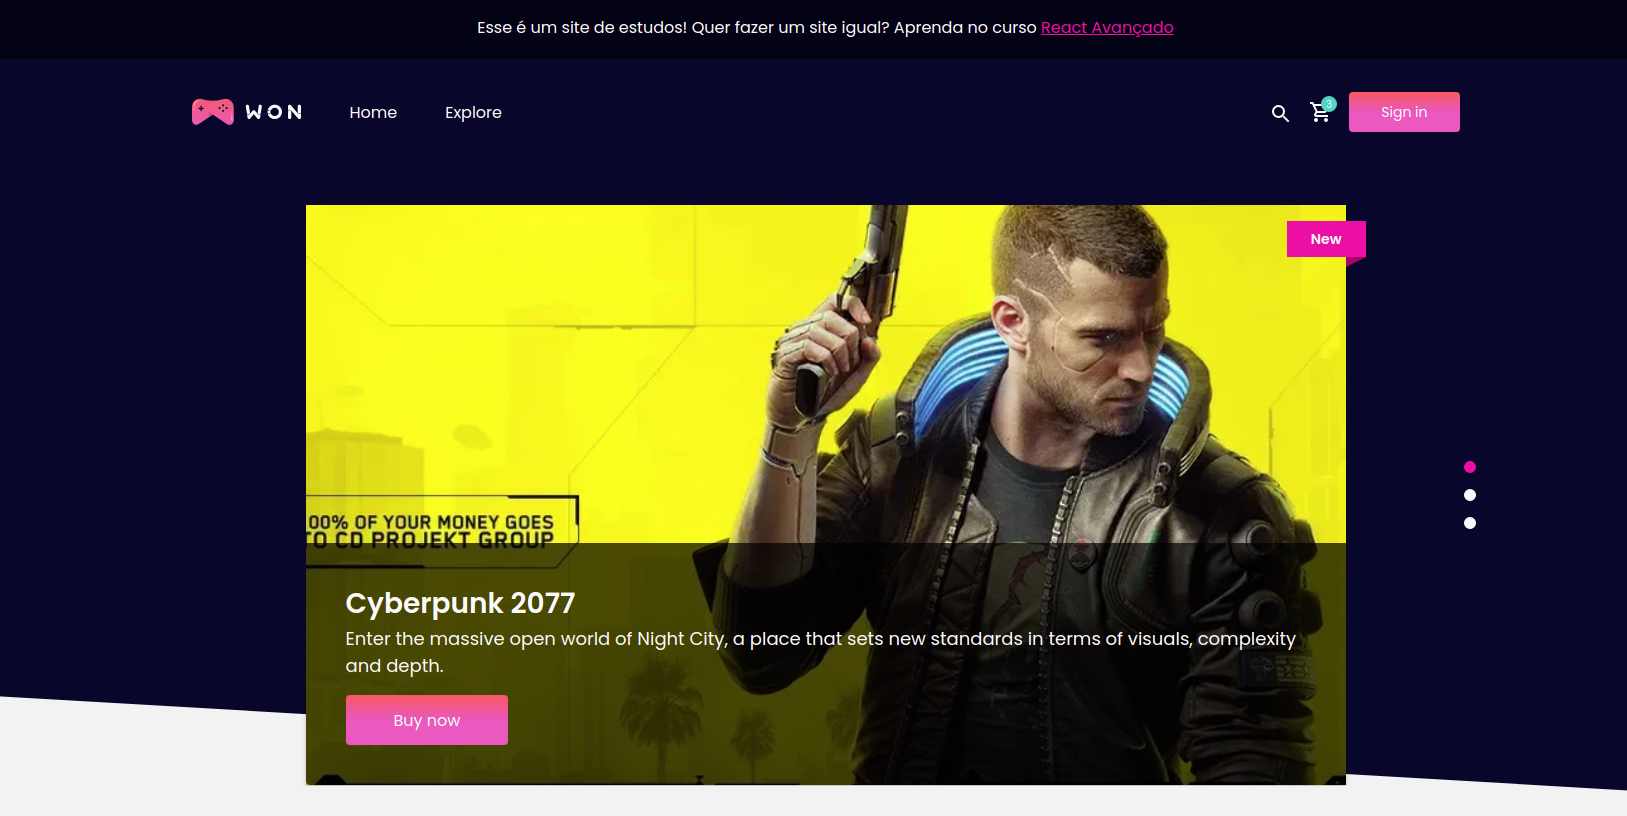 Esse é um site de estudos! Quer fazer um site igual? Aprenda no curso React Avançado
WON
Home
Explore
3
Sign in
New
00% OF YOUR MONEY GOES
TO CD PROJEKT GROUP
Cyberpunk 2077
Enter the massive open world of Night City, a place that sets new standards in terms of visuals, complexity
and depth.
Buy now